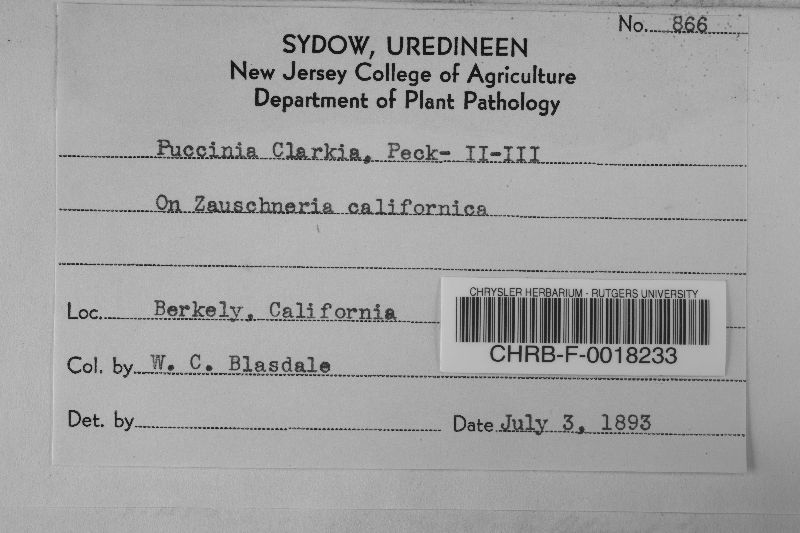 No. 866
SYDOW, UREDINEEN
New Jersey College of Agriculture
Department of Plant Pathology
Puccinia Clarkia, Peck- II-III
On Zauschneria californica
Loc. Berkely, California
CHRYSLER HERBARIUM - RUTGERS UNIVERSITY
CHRB-F-0018233
Col. by W. C. Blasdale
Det. by
Date July 3, 1893